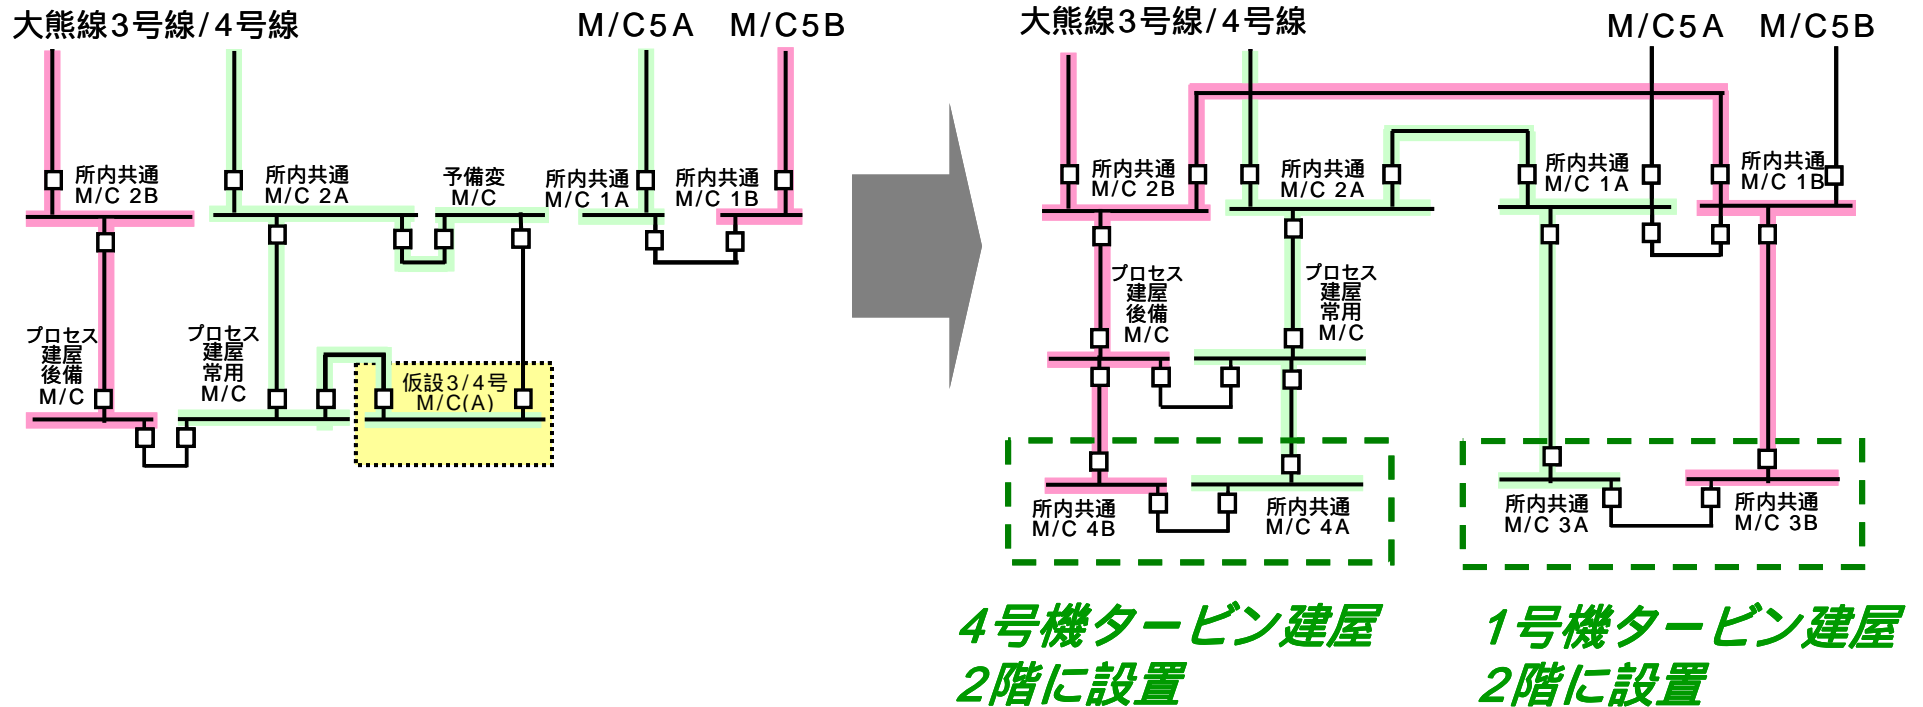 大熊線3号線/4号線
M/C5A
M/C5B
所内共通
M/C 2B
所内共通
M/C 2A
予備変
M/C
所内共通
M/C 1A
所内共通
M/C 1B
プロセス
建屋
後備
M/C
プロセス
建屋
常用
M/C
仮設3/4号
M/C(A)
大熊線3号線/4号線
M/C5A
M/C5B
所内共通
M/C 2B
所内共通
M/C 2A
所内共通
M/C 1A
所内共通
M/C 1B
プロセス
建屋
後備
M/C
プロセス
建屋
常用
M/C
所内共通
M/C 4B
所内共通
M/C 4A
所内共通
M/C 3A
所内共通
M/C 3B
4号機タービン建屋
2階に設置
1号機タービン建屋
2階に設置